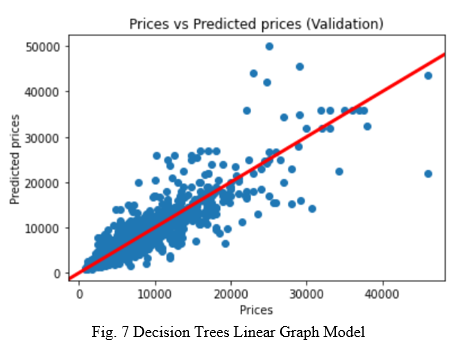 Prices vs Predicted prices (Validation)
Predicted prices
50000
40000
30000
20000
10000
0
0 10000 20000 30000 40000
Prices
Fig. 7 Decision Trees Linear Graph Model